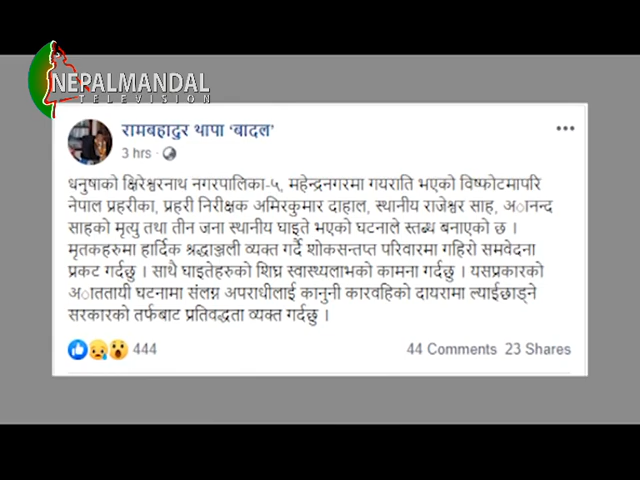 NEPALMANDAL
TELEVISION
रामबहादुर थापा ‘बादल’
3 hrs ·
धनुषाको क्षिरेश्वरनाथ नगरपालिका-५, महेन्द्रनगरमा गयराति भएको विष्फोटमापरि
नेपाल प्रहरीका, प्रहरी निरीक्षक अमिरकुमार दाहाल, स्थानीय राजेश्वर साह, अानन्द
साहको मृत्यु तथा तीन जना स्थानीय घाइते भएको घटनाले स्तब्ध बनाएको छ ।
मृतकहरुमा हार्दिक श्रद्धाञ्जली व्यक्त गर्दै शोकसन्तप्त परिवारमा गहिरो समवेदना
प्रकट गर्दछु । साथै घाइतेहरुको शिघ्र स्वास्थ्यलाभको कामना गर्दछु । यसप्रकारको
अाततायी घटनामा संलग्न अपराधीलाई कानुनी कारवहिको दायरामा ल्याईछाड्ने
सरकारको तर्फबाट प्रतिवद्धता व्यक्त गर्दछु ।
444 44 Comments 23 Shares